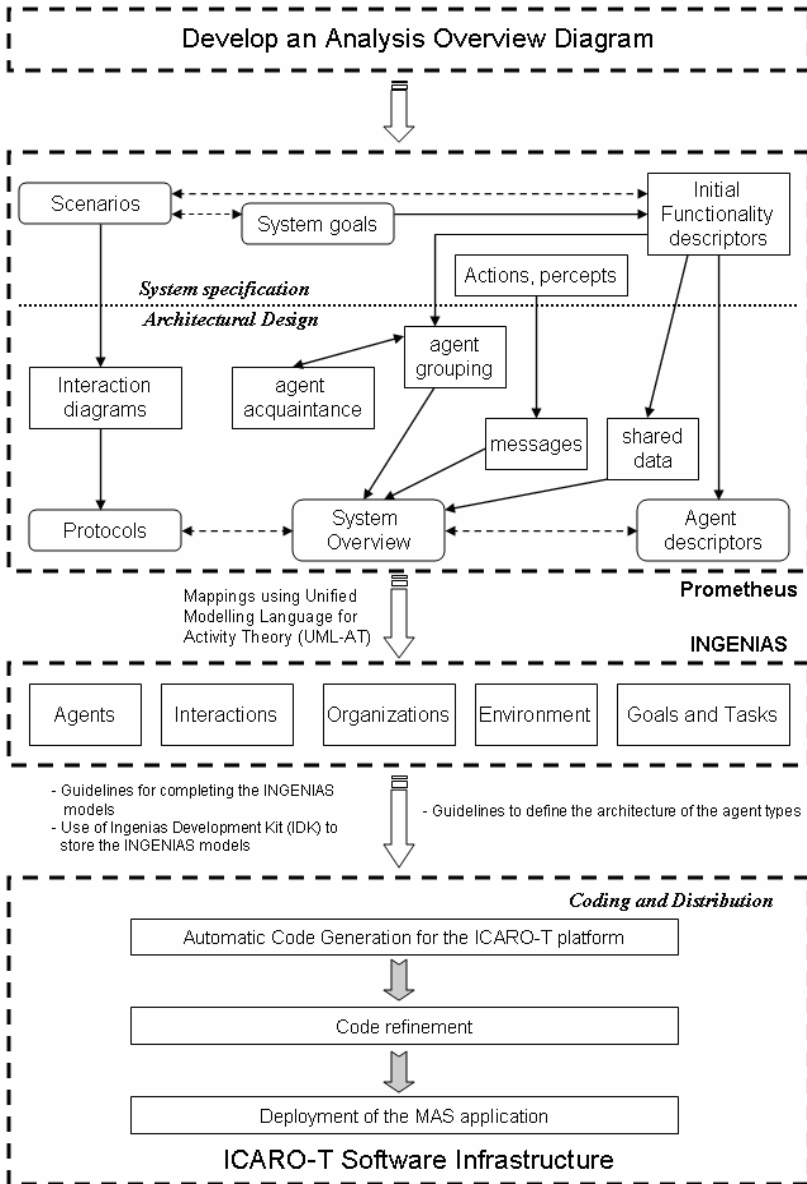 Develop an Analysis Overview Diagram
Scenarios
System goals
Initial
Functionality
descriptors
Actions, percepts
System specification
Architectural Design
Interaction
diagrams
agent
acquaintance
agent
grouping
messages
shared
data
Protocols
System
Overview
Agent
descriptors
Prometheus
Mappings using Unified
Modelling Language for
Activity Theory (UML-AT)
INGENIAS
Agents
Interactions
Organizations
Environment
Goals and Tasks
- Guidelines for completing the INGENIAS
models
- Use of Ingenias Development Kit (IDK) to
store the INGENIAS models
- Guidelines to define the architecture of the agent types
Coding and Distribution
Automatic Code Generation for the ICARO-T platform
Code refinement
Deployment of the MAS application
ICARO-T Software Infrastructure